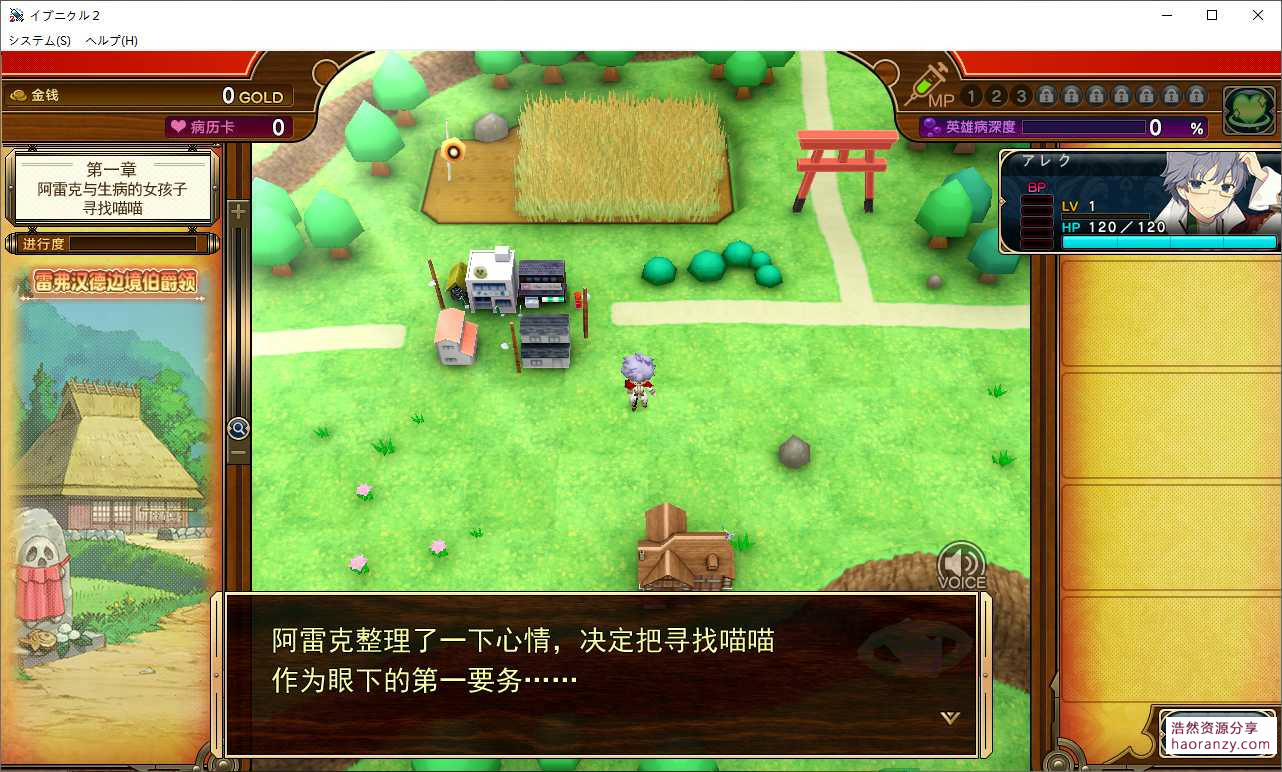 イブニクル2
システム(S) ヘルプ(H)
金钱 0 GOLD
病历卡 0
MP 1 2 3
英雄病深度 0 %
第一章
阿雷克与生病的女孩子
寻找喵喵
进行度
雷弗汉德边境伯爵领
アレク
BP
LV 1
HP 120/120
VOICE
阿雷克整理了一下心情，决定把寻找喵喵
作为眼下的第一要务……
浩然资源分享
haoranzy.com